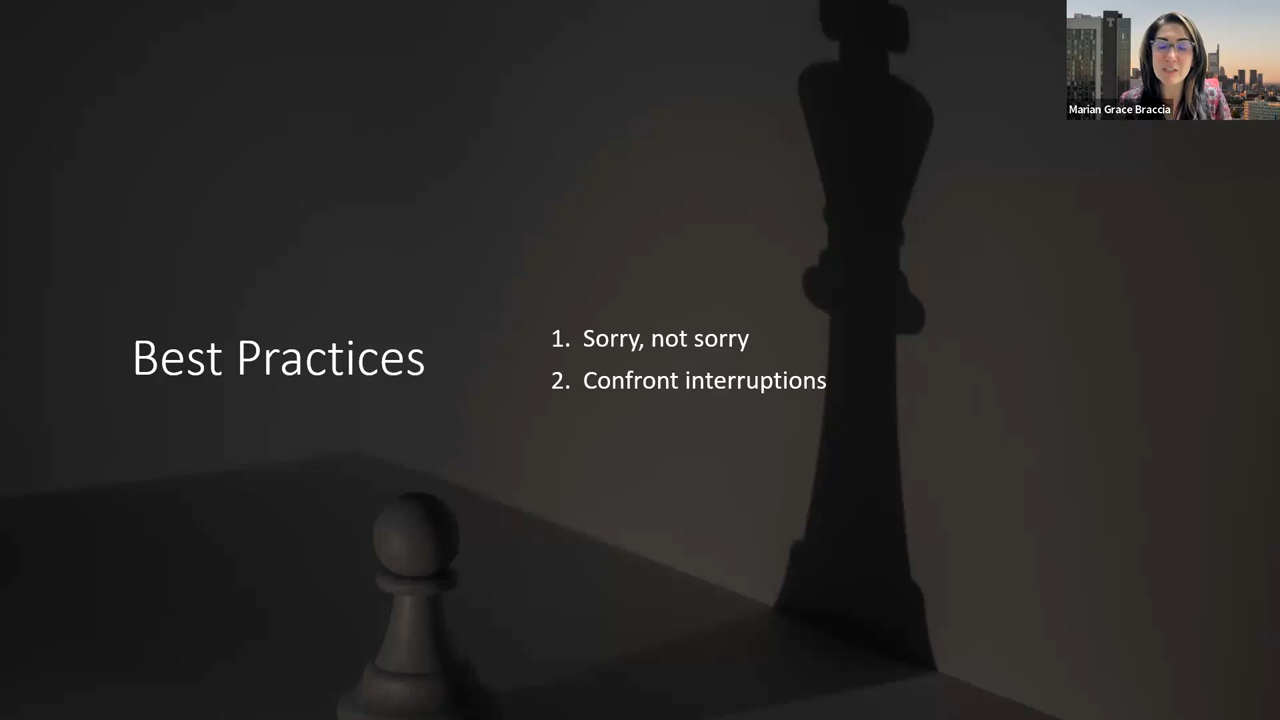 Marian Grace Braccia
Best Practices
1. Sorry, not sorry
2. Confront interruptions